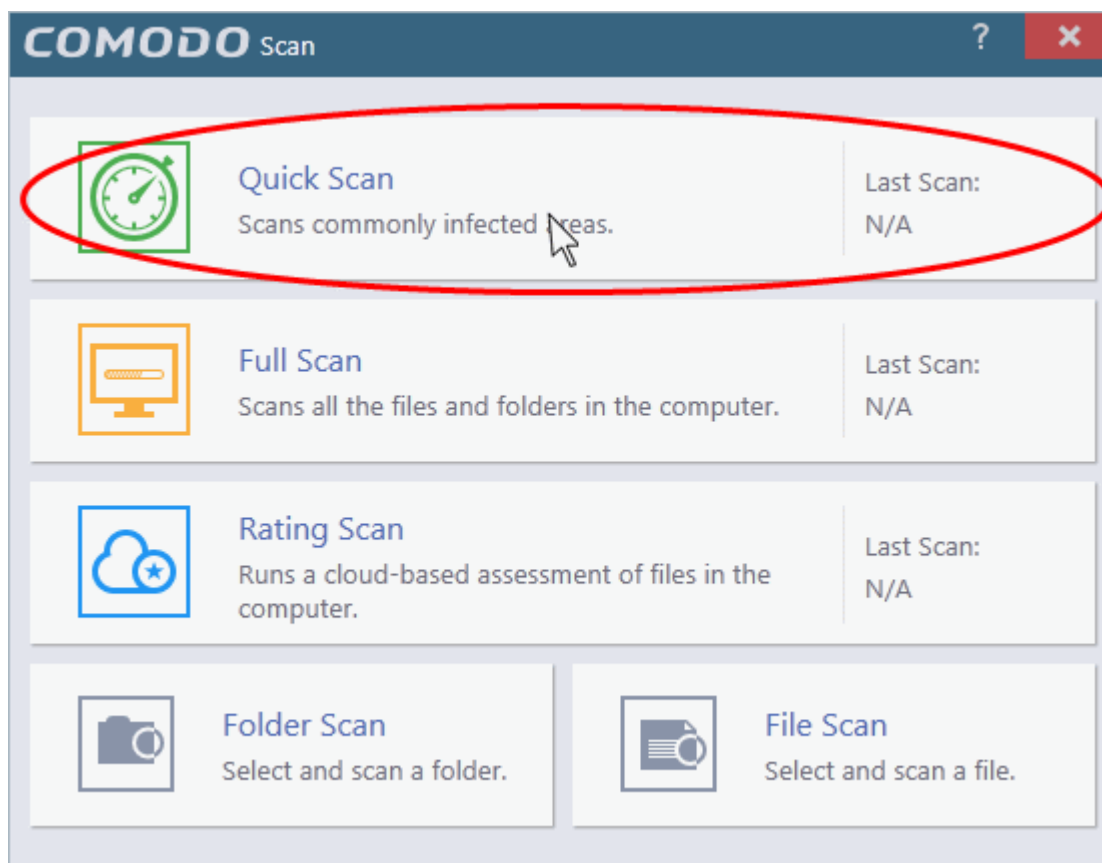 COMODO Scan ?
Quick Scan
Scans commonly infected areas.
Last Scan:
N/A
Full Scan
Scans all the files and folders in the computer.
Last Scan:
N/A
Rating Scan
Runs a cloud-based assessment of files in the
computer.
Last Scan:
N/A
Folder Scan
Select and scan a folder.
File Scan
Select and scan a file.